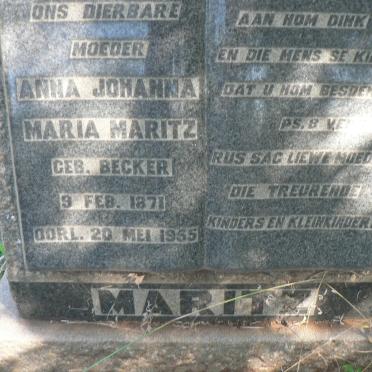 ONS DIERBARE
MOEDER
ANNA JOHANNA
MARIA MARITZ
GEB. BECKER
9 FEB. 1871
OORL. 20 MEI 1955
AAN HOM DINK
EN DIE MENS SE KI
DAT U HOM BESOE
PS. 8 VE
RUS SAG LIEWE MOED
DIE TREURENDE
KINDERS EN KLEINKINDER
MARITZ